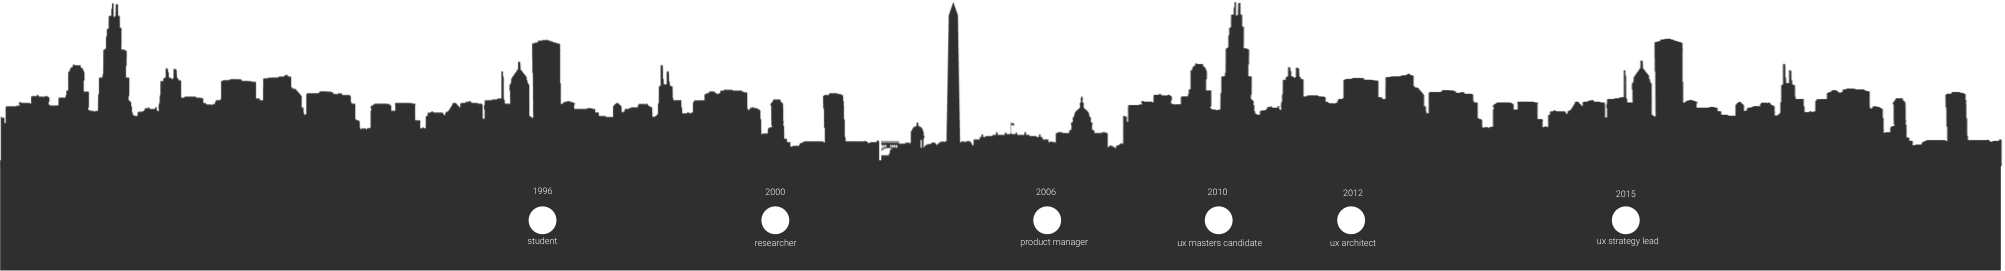 1996
student
2000
researcher
2006
product manager
2010
ux masters candidate
2012
ux architect
2015
ux strategy lead